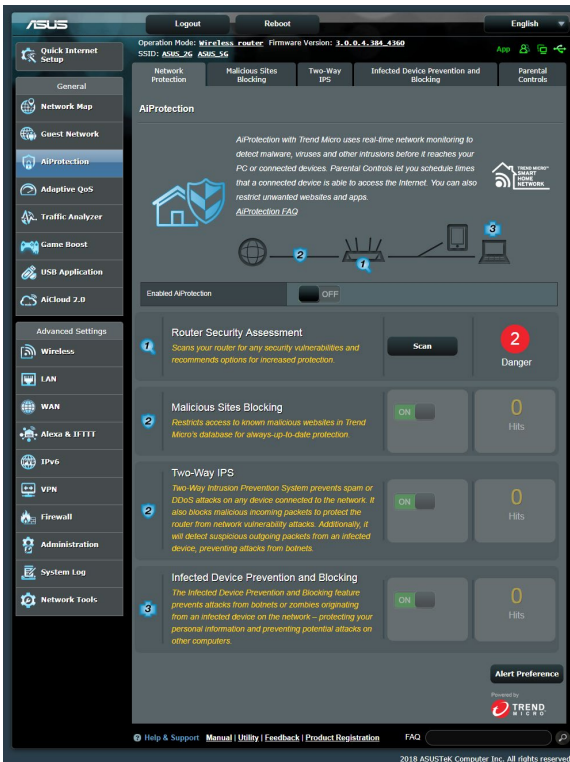 ASUS
Logout
Reboot
English
Quick Internet
Setup
General
Network Map
Guest Network
AiProtection
Adaptive QoS
Traffic Analyzer
Game Boost
USB Application
AiCloud 2.0
Advanced Settings
Wireless
LAN
WAN
Alexa & IFTTT
IPv6
VPN
Firewall
Administration
System Log
Network Tools
Operation Mode: Wireless router Firmware Version: 3.0.0.4.384_4360
SSID: ASUS_2G ASUS_5G
App
Network
Protection
Malicious Sites
Blocking
Two-Way
IPS
Infected Device Prevention and
Blocking
Parental
Controls
AiProtection
AiProtection with Trend Micro uses real-time network monitoring to
detect malware, viruses and other intrusions before it reaches your
PC or connected devices. Parental Controls let you schedule times
that a connected device is able to access the Internet. You can also
restrict unwanted websites and apps.
AiProtection FAQ
TREND MICRO™
SMART
HOME
NETWORK
2
1
3
Enabled AiProtection
OFF
1
Router Security Assessment
Scans your router for any security vulnerabilities and
recommends options for increased protection.
Scan
2
Danger
2
Malicious Sites Blocking
Restricts access to known malicious websites in Trend
Micro's database for always-up-to-date protection.
ON
0
Hits
2
Two-Way IPS
Two-Way Intrusion Prevention System prevents spam or
DDoS attacks on any device connected to the network. It
also blocks malicious incoming packets to protect the
router from network vulnerability attacks. Additionally, it
will detect suspicious outgoing packets from an infected
device, preventing attacks from botnets.
ON
0
Hits
3
Infected Device Prevention and Blocking
The Infected Device Prevention and Blocking feature
prevents attacks from botnets or zombies originating
from an infected device on the network – protecting your
personal information and preventing potential attacks on
other computers.
ON
0
Hits
Alert Preference
Powered by
TREND
MICRO
Help & Support Manual | Utility | Feedback | Product Registration
FAQ
2018 ASUSTeK Computer Inc. All rights reserved